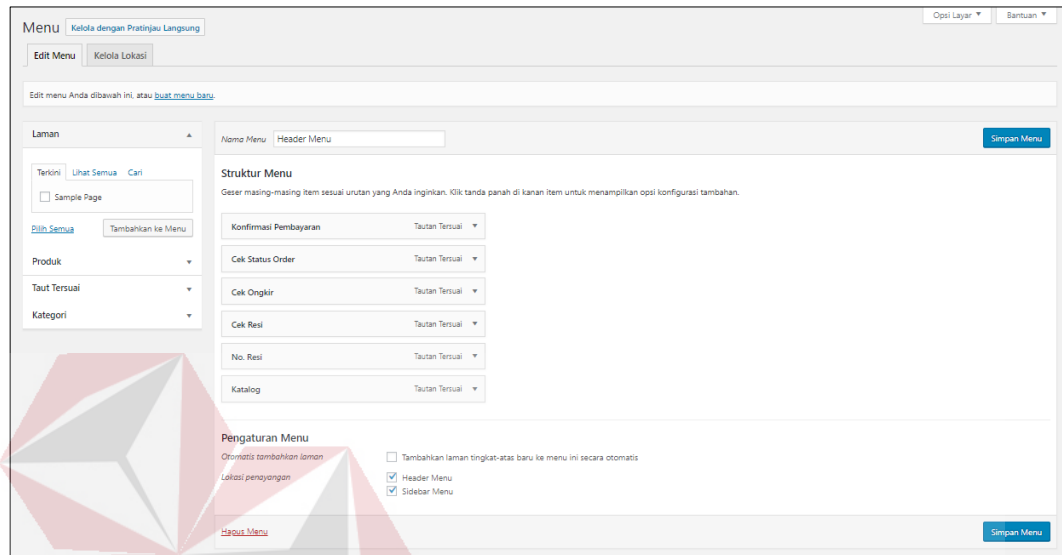 Opsi Layar Bantuan
Menu Kelola dengan Pratinjau Langsung
Edit Menu Kelola Lokasi
Edit menu Anda dibawah ini, atau buat menu baru.
Laman
Nama Menu Header Menu Simpan Menu
Terkini Lihat Semua Cari
Sample Page
Pilih Semua Tambahkan ke Menu
Produk
Taut Tersuai
Kategori
Struktur Menu
Geser masing-masing item sesuai urutan yang Anda inginkan. Klik tanda panah di kanan item untuk menampilkan opsi konfigurasi tambahan.
Konfirmasi Pembayaran Tautan Tersuai
Cek Status Order Tautan Tersuai
Cek Ongkir Tautan Tersuai
Cek Resi Tautan Tersuai
No. Resi Tautan Tersuai
Katalog Tautan Tersuai
Pengaturan Menu
Otomatis tambahkan laman Tambahkan laman tingkat-atas baru ke menu ini secara otomatis
Lokasi penayangan Header Menu
Sidebar Menu
Hapus Menu Simpan Menu